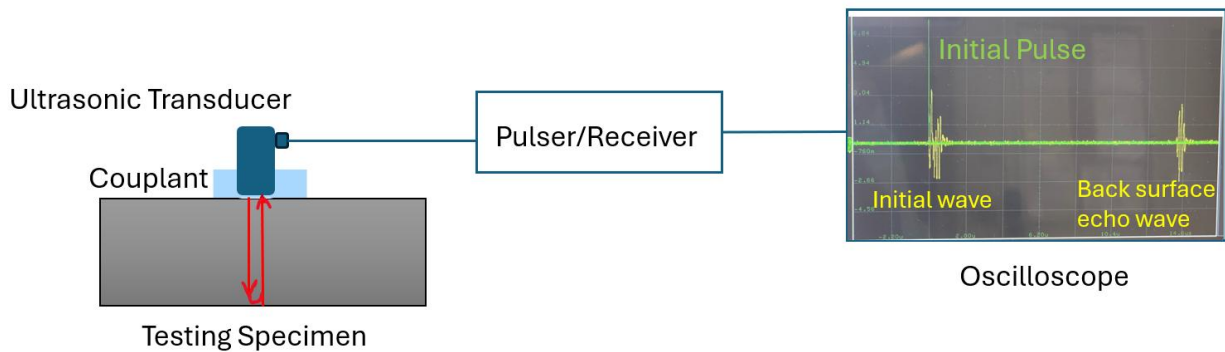 Ultrasonic Transducer
Couplant
Testing Specimen
Pulser/Receiver
Initial Pulse
Initial wave
Back surface
echo wave
Oscilloscope